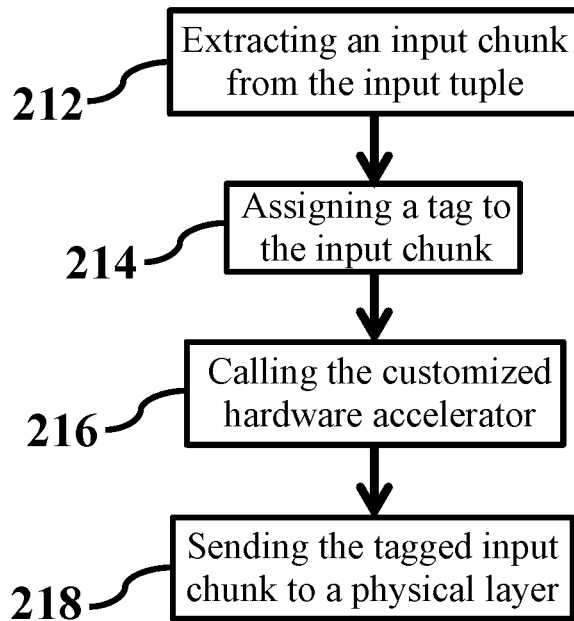 Extracting an input chunk
from the input tuple
212
Assigning a tag to
the input chunk
214
Calling the customized
hardware accelerator
216
Sending the tagged input
chunk to a physical layer
218